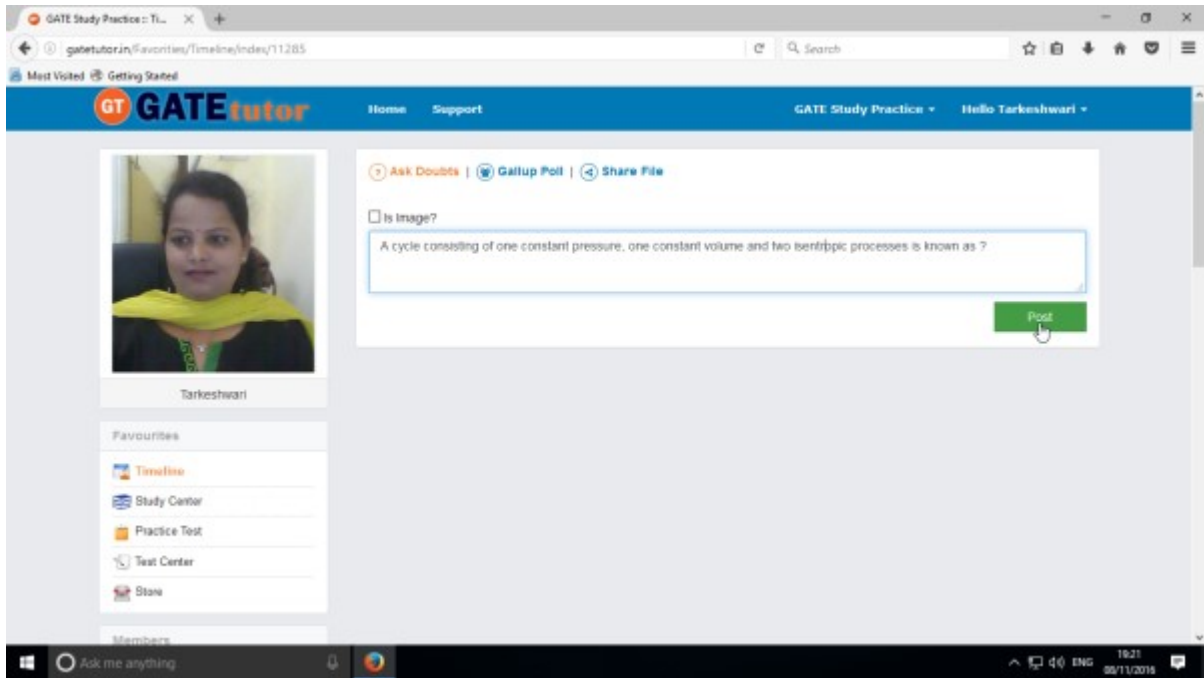 GATE Study Practice :: Ti...
gatetutor.in/Favorities/Timeline/index/11285
Search
Most Visited Getting Started
GT GATEtutor Home Support GATE Study Practice Hello Tarkeshwari
? Ask Doubts | Gallup Poll | Share File
Is Image?
A cycle consisting of one constant pressure, one constant volume and two isentropic processes is known as ?
Post
Tarkeshwari
Favourites
Timeline
Study Center
Practice Test
Test Center
Store
Members
Ask me anything
ENG
19:21
08/11/2016